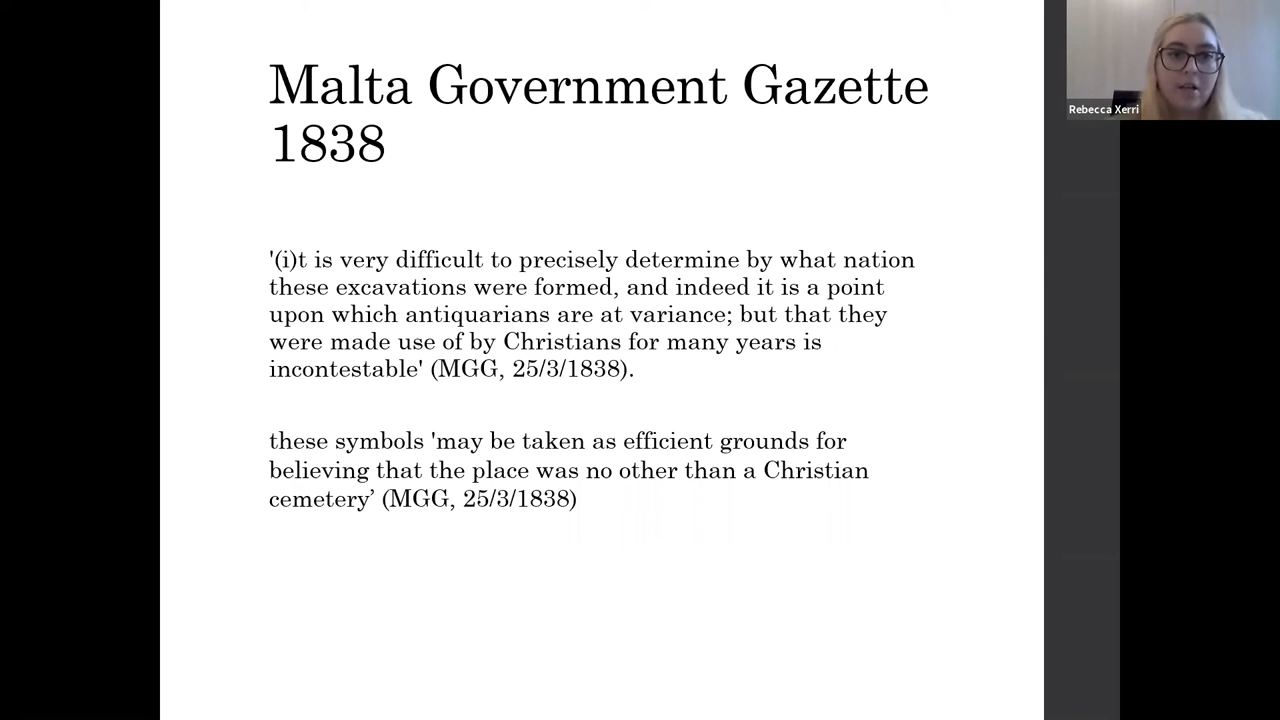 Malta Government Gazette
1838
'(i)t is very difficult to precisely determine by what nation
these excavations were formed, and indeed it is a point
upon which antiquarians are at variance; but that they
were made use of by Christians for many years is
incontestable' (MGG, 25/3/1838).
these symbols 'may be taken as efficient grounds for
believing that the place was no other than a Christian
cemetery’ (MGG, 25/3/1838)
Rebecca Xerri